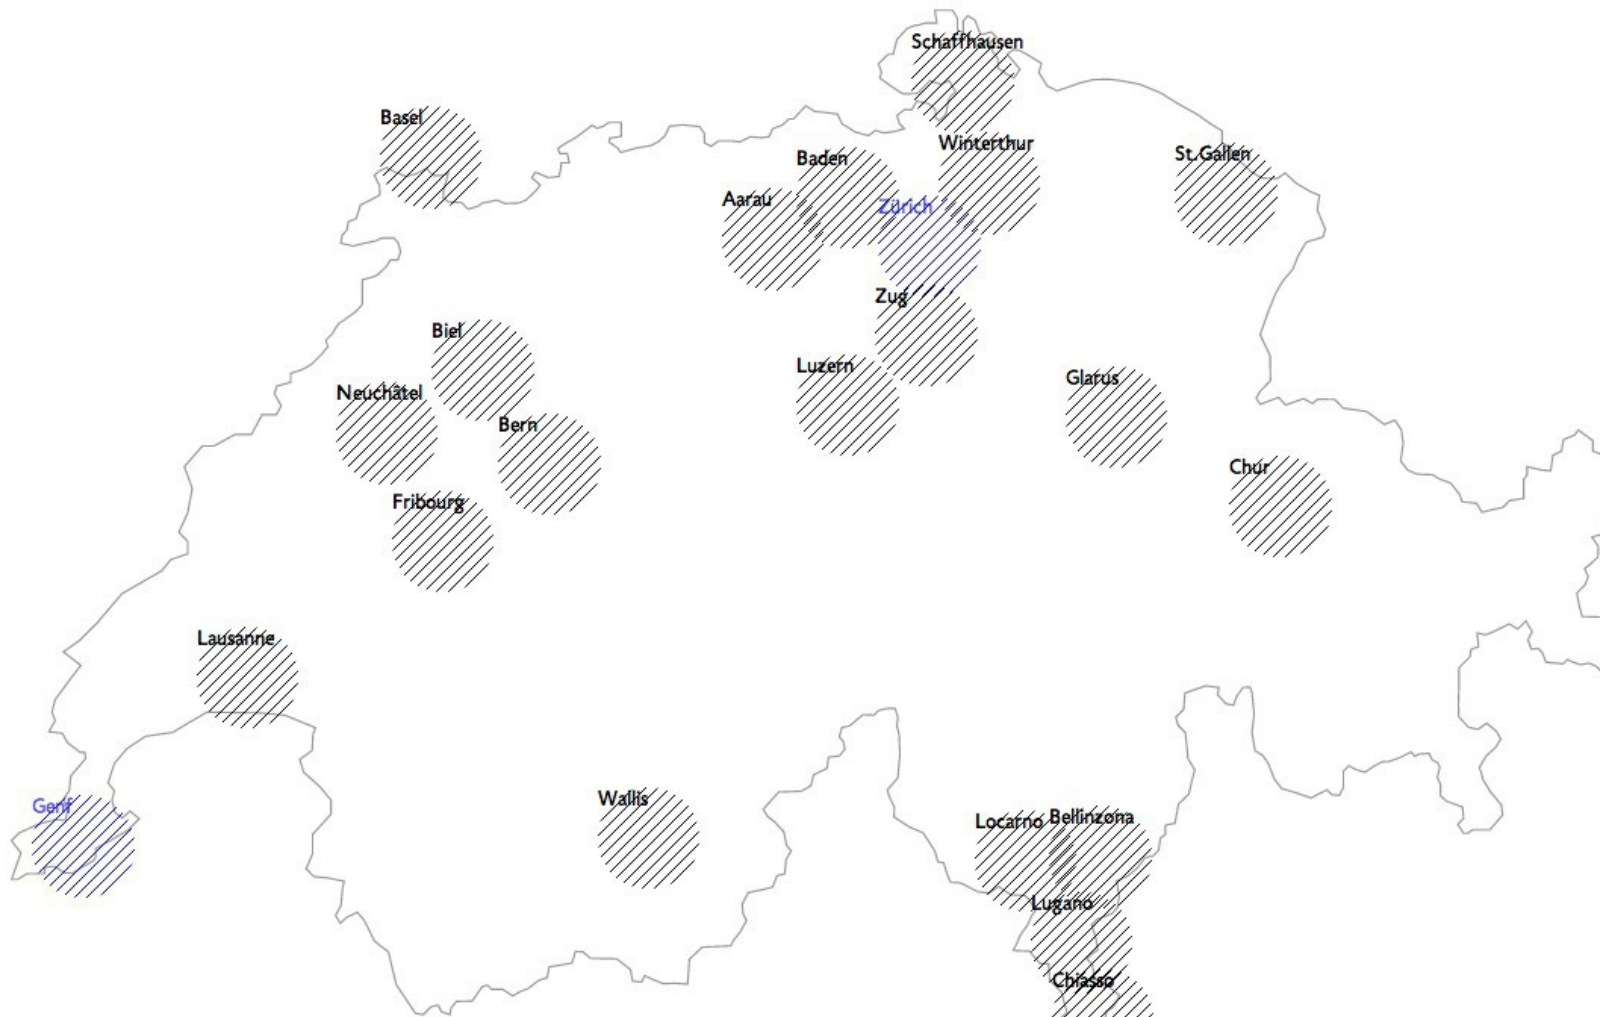 Schaffhausen
Basel
Winterthur
Baden
St.Gallen
Aarau
Zürich
Zug
Biel
Luzern
Glarus
Neuchâtel
Bern
Chur
Fribourg
Lausanne
Wallis
Genf
Bellinzona
Locarno
Lugano
Chiasso